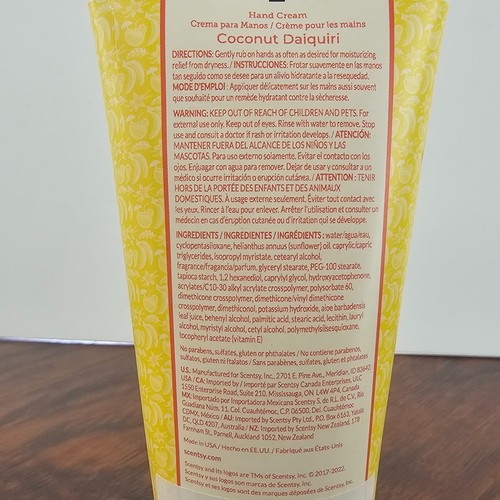 Hand Cream
Crema para Manos / Crème pour les mains
Coconut Daiquiri
DIRECTIONS: Gently rub on hands as often as desired for moisturizing
relief from dryness. / INSTRUCCIONES: Frotar suavemente en las manos
tan seguido como se desee para un alivio hidratante a la resequedad.
MODE D'EMPLOI : Appliquer délicatement sur les mains aussi souvent
que souhaité pour un remède hydratant contre la sécheresse.
WARNING: KEEP OUT OF REACH OF CHILDREN AND PETS. For
external use only. Keep out of eyes. Rinse with water to remove. Stop
use and consult a doctor if rash or irritation develops. / ATENCIÓN:
MANTENER FUERA DEL ALCANCE DE LOS NIÑOS Y LAS
MASCOTAS. Para uso externo solamente. Evitar el contacto con los
ojos. Enjuagar con agua para remover. Dejar de usar y consultar a un
médico si ocurre irritación o erupción cutánea. / ATTENTION : TENIR
HORS DE LA PORTÉE DES ENFANTS ET DES ANIMAUX
DOMESTIQUES. À usage externe seulement. Éviter tout contact avec
les yeux. Rincer à l'eau pour enlever. Arrêter l'utilisation et consulter un
médecin en cas d'éruption cutanée ou d'irritation qui se développe.
INGREDIENTS / INGREDIENTES / INGRÉDIENTS : water/agua/eau,
cyclopentasiloxane, helianthus annuus (sunflower) oil, caprylic/capric
triglycerides, isopropyl myristate, cetearyl alcohol,
fragrance/fragancia/parfum, glyceryl stearate, PEG-100 stearate,
tapioca starch, 1,2 hexanediol, caprylyl glycol, hydroxyacetophenone,
acrylates/C10-30 alkyl acrylate crosspolymer, polysorbate 60,
dimethicone crosspolymer, dimethicone/vinyl dimethicone
crosspolymer, dimethiconol, potassium hydroxide, aloe barbadensis
leaf juice, behenyl alcohol, palmitic acid, stearic acid, lecithin, lauryl
alcohol, myristyl alcohol, cetyl alcohol, polymethylsilsesquioxane,
tocopheryl acetate (vitamin E)
No parabens, sulfates, gluten or phthalates / No contiene parabenos,
sulfatos, gluten ni ftalatos / Sans parabènes, sulfates, gluten et phtalates
U.S.: Manufactured for Scentsy, Inc., 2701 E. Pine Ave., Meridian, ID 83642
USA / CA: Imported by / Importé par Scentsy Canada Enterprises, ULC
1550 Enterprise Road, Suite 210, Mississauga, ON L4W 4P4, Canada
MX: Importado por Importadora Mexicana Scentsy S. de R.L. de C.V., Río
Guadiana núm. 11, Col. Cuauhtémoc, C.P. 06500, Del. Cuauhtémoc
CDMX, México / AU: Imported by Scentsy Pty Ltd., P.O. Box 6162, Yatala
DC, QLD 4207, Australia / NZ: Imported by Scentsy New Zealand, 17B
Farnham St., Parnell, Auckland 1052, New Zealand
Made in USA / Hecho en EE.UU. / Fabriqué aux États-Unis
scentsy.com
Scentsy and its logos are TMs of Scentsy, Inc. © 2017-2022.
Scentsy y sus logos son marcas de Scentsy, Inc.
Scentsy et ses logos sont des marques déposées de Scentsy, Inc.